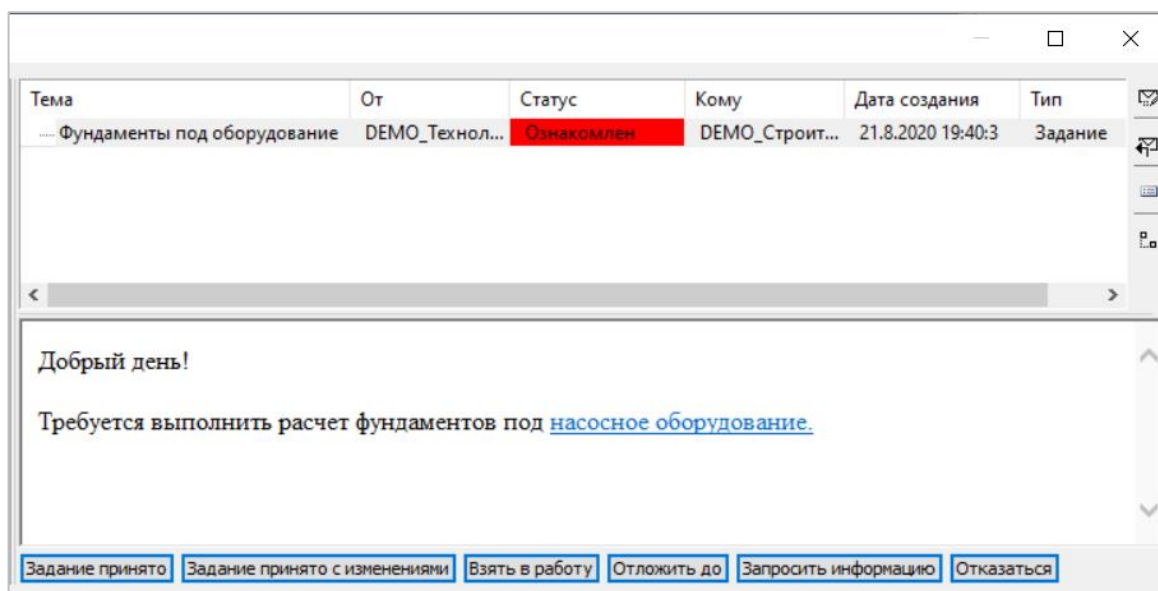 Тема От Статус Кому Дата создания Тип
Фундаменты под оборудование DEMO_Технол... Ознакомлен DEMO_Строит... 21.8.2020 19:40:3 Задание
Добрый день!
Требуется выполнить расчет фундаментов под насосное оборудование.
Задание принято Задание принято с изменениями Взять в работу Отложить до Запросить информацию Отказаться